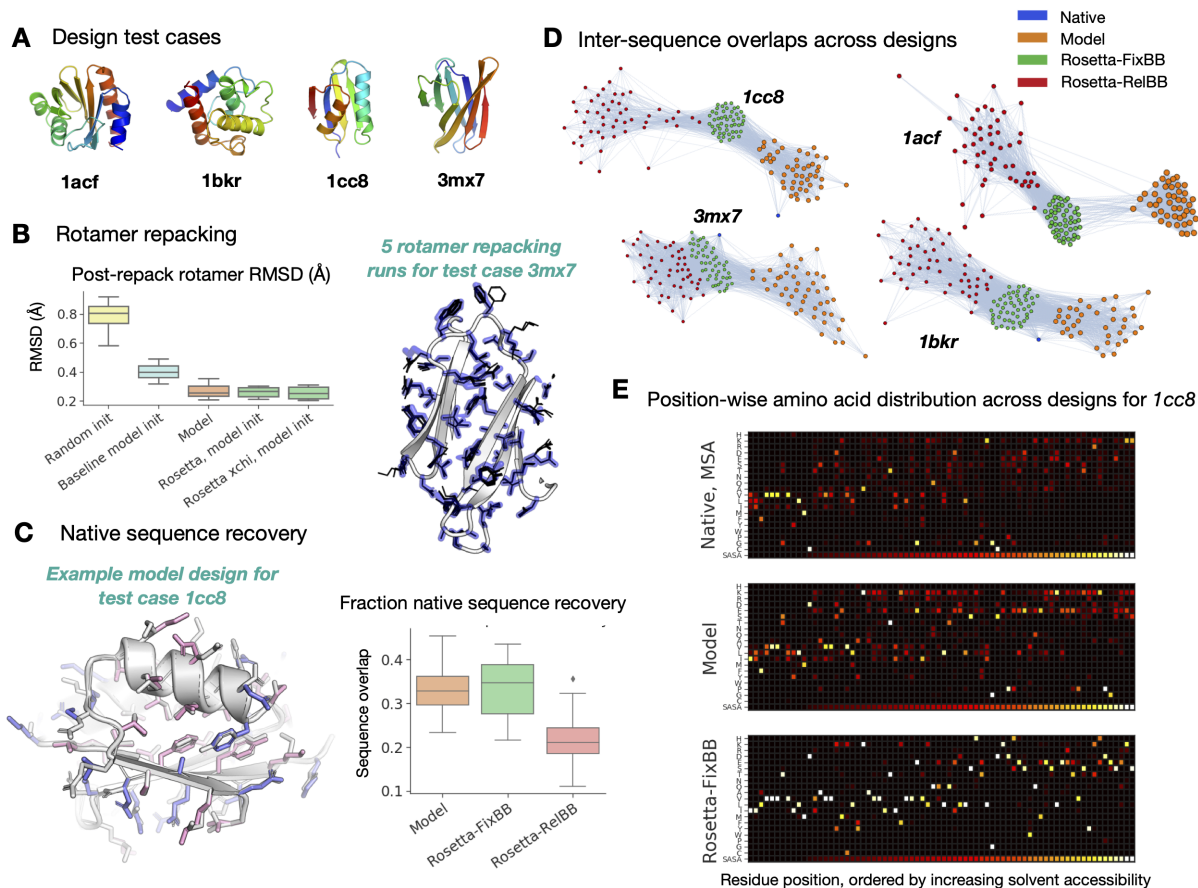 A Design test cases
1acf
1bkr
1cc8
3mx7
B Rotamer repacking
Post-repack rotamer RMSD (Å)
RMSD (Å)
0.8
0.6
0.4
0.2
Random init
Baseline model init
Model
Rosetta, model init
Rosetta xchi, model init
5 rotamer repacking
runs for test case 3mx7
C Native sequence recovery
Example model design for
test case 1cc8
Fraction native sequence recovery
Sequence overlap
0.4
0.3
0.2
0.1
Model
Rosetta-FixBB
Rosetta-RelBB
D Inter-sequence overlaps across designs
Native
Model
Rosetta-FixBB
Rosetta-RelBB
1cc8
1acf
3mx7
1bkr
E Position-wise amino acid distribution across designs for 1cc8
Native, MSA
H
K
R
D
E
S
T
N
Q
A
V
L
I
M
F
Y
W
P
G
C
SASA
Model
H
K
R
D
E
S
T
N
Q
A
V
L
I
M
F
Y
W
P
G
C
SASA
Rosetta-FixBB
H
K
R
D
E
S
T
N
Q
A
V
L
I
M
F
Y
W
P
G
C
SASA
Residue position, ordered by increasing solvent accessibility